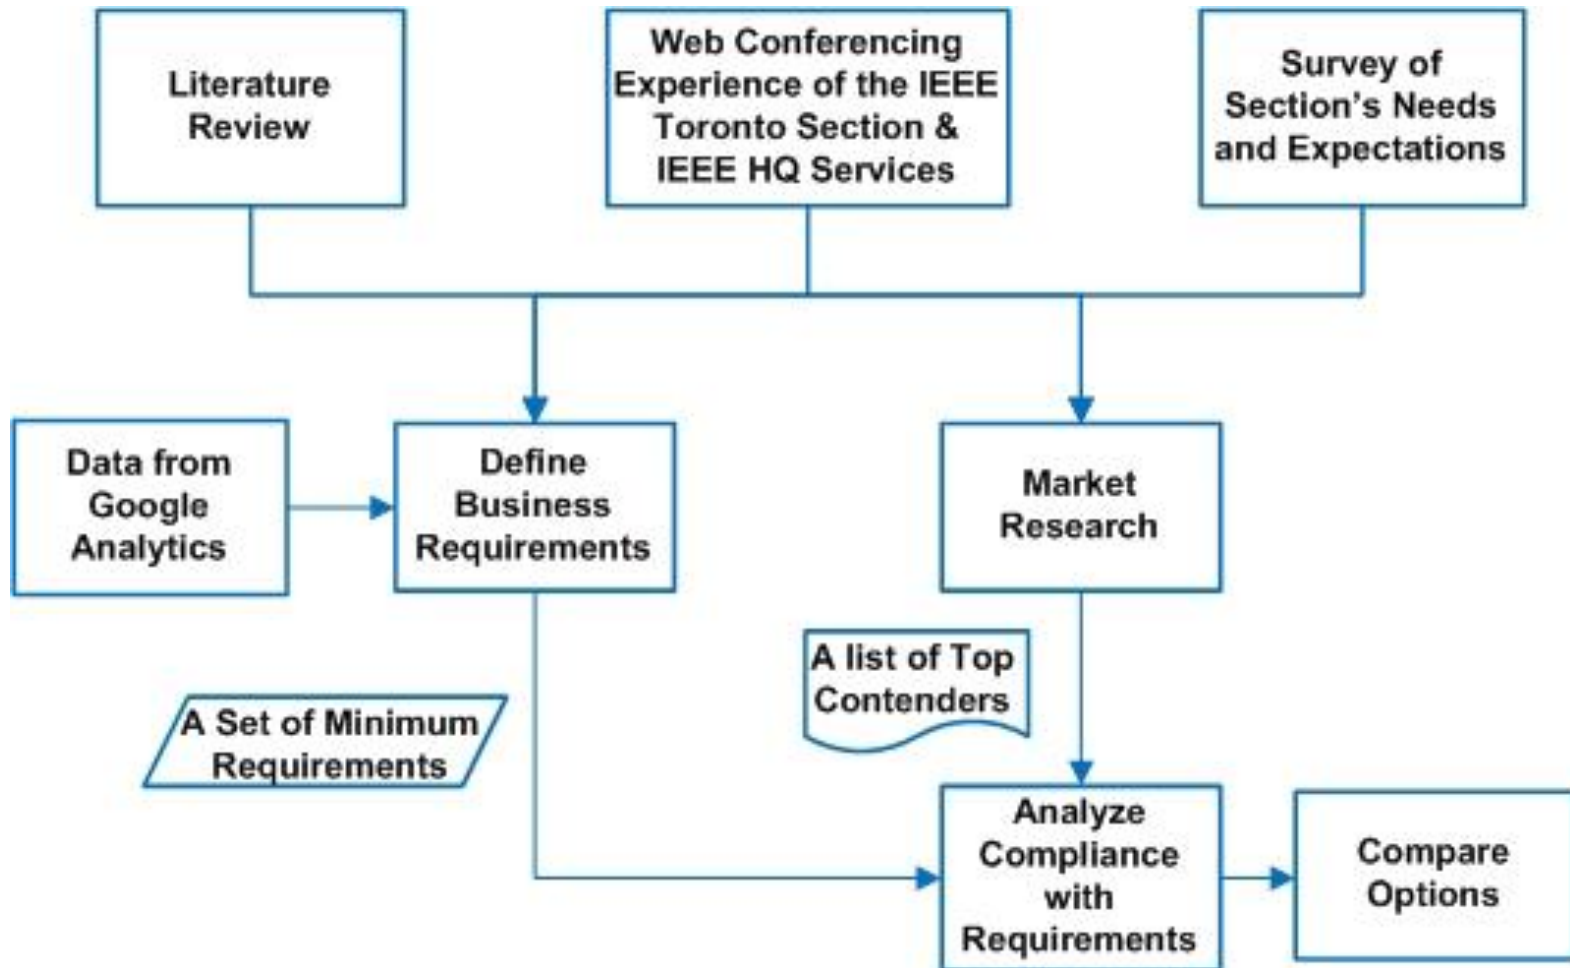 Literature
Review
Web Conferencing
Experience of the IEEE
Toronto Section &
IEEE HQ Services
Survey of
Section's Needs
and Expectations
Data from
Google
Analytics
Define
Business
Requirements
Market
Research
A Set of Minimum
Requirements
A list of Top
Contenders
Analyze
Compliance
with
Requirements
Compare
Options